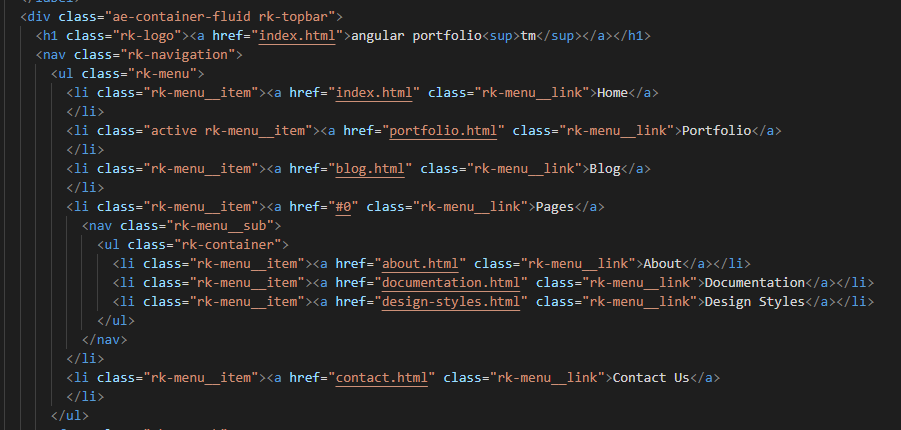 <div class="ae-container-fluid rk-topbar">
<h1 class="rk-logo"><a href="index.html">angular portfolio<sup>tm</sup></a></h1>
<nav class="rk-navigation">
<ul class="rk-menu">
<li class="rk-menu__item"><a href="index.html" class="rk-menu__link">Home</a>
</li>
<li class="active rk-menu__item"><a href="portfolio.html" class="rk-menu__link">Portfolio</a>
</li>
<li class="rk-menu__item"><a href="blog.html" class="rk-menu__link">Blog</a>
</li>
<li class="rk-menu__item"><a href="#0" class="rk-menu__link">Pages</a>
<nav class="rk-menu__sub">
<ul class="rk-container">
<li class="rk-menu__item"><a href="about.html" class="rk-menu__link">About</a></li>
<li class="rk-menu__item"><a href="documentation.html" class="rk-menu__link">Documentation</a></li>
<li class="rk-menu__item"><a href="design-styles.html" class="rk-menu__link">Design Styles</a></li>
</ul>
</nav>
</li>
<li class="rk-menu__item"><a href="contact.html" class="rk-menu__link">Contact Us</a>
</li>
</ul>